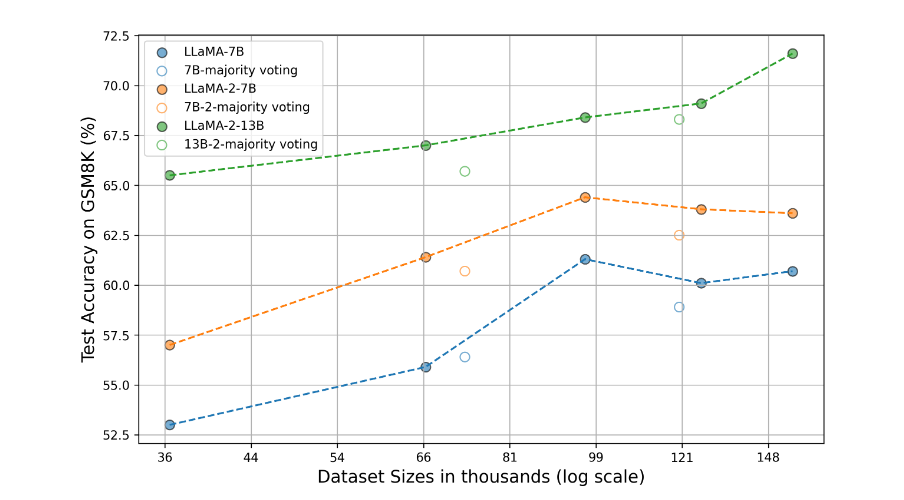 72.5
70.0
67.5
65.0
62.5
60.0
57.5
55.0
52.5
Test Accuracy on GSM8K (%)
LLaMA-7B
7B-majority voting
LLaMA-2-7B
7B-2-majority voting
LLaMA-2-13B
13B-2-majority voting
36 44 54 66 81 99 121 148
Dataset Sizes in thousands (log scale)